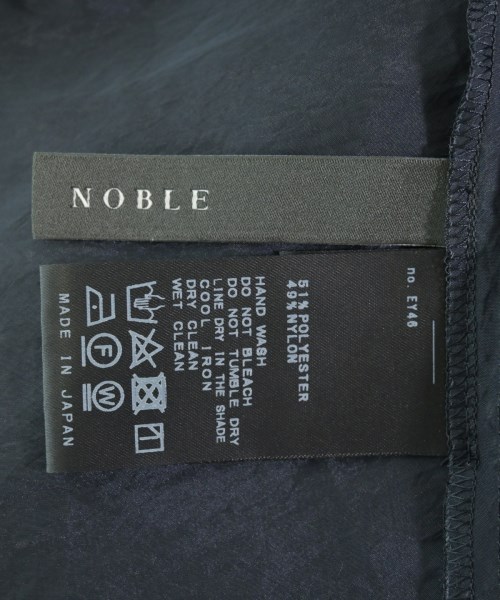 NOBLE
no. EY46
51%POLYESTER
49%NYLON
HAND WASH
DO NOT BLEACH
DO NOT TUMBLE DRY
LINE DRY IN THE SHADE
COOL IRON
DRY CLEAN
WET CLEAN
F
W
MADE IN JAPAN